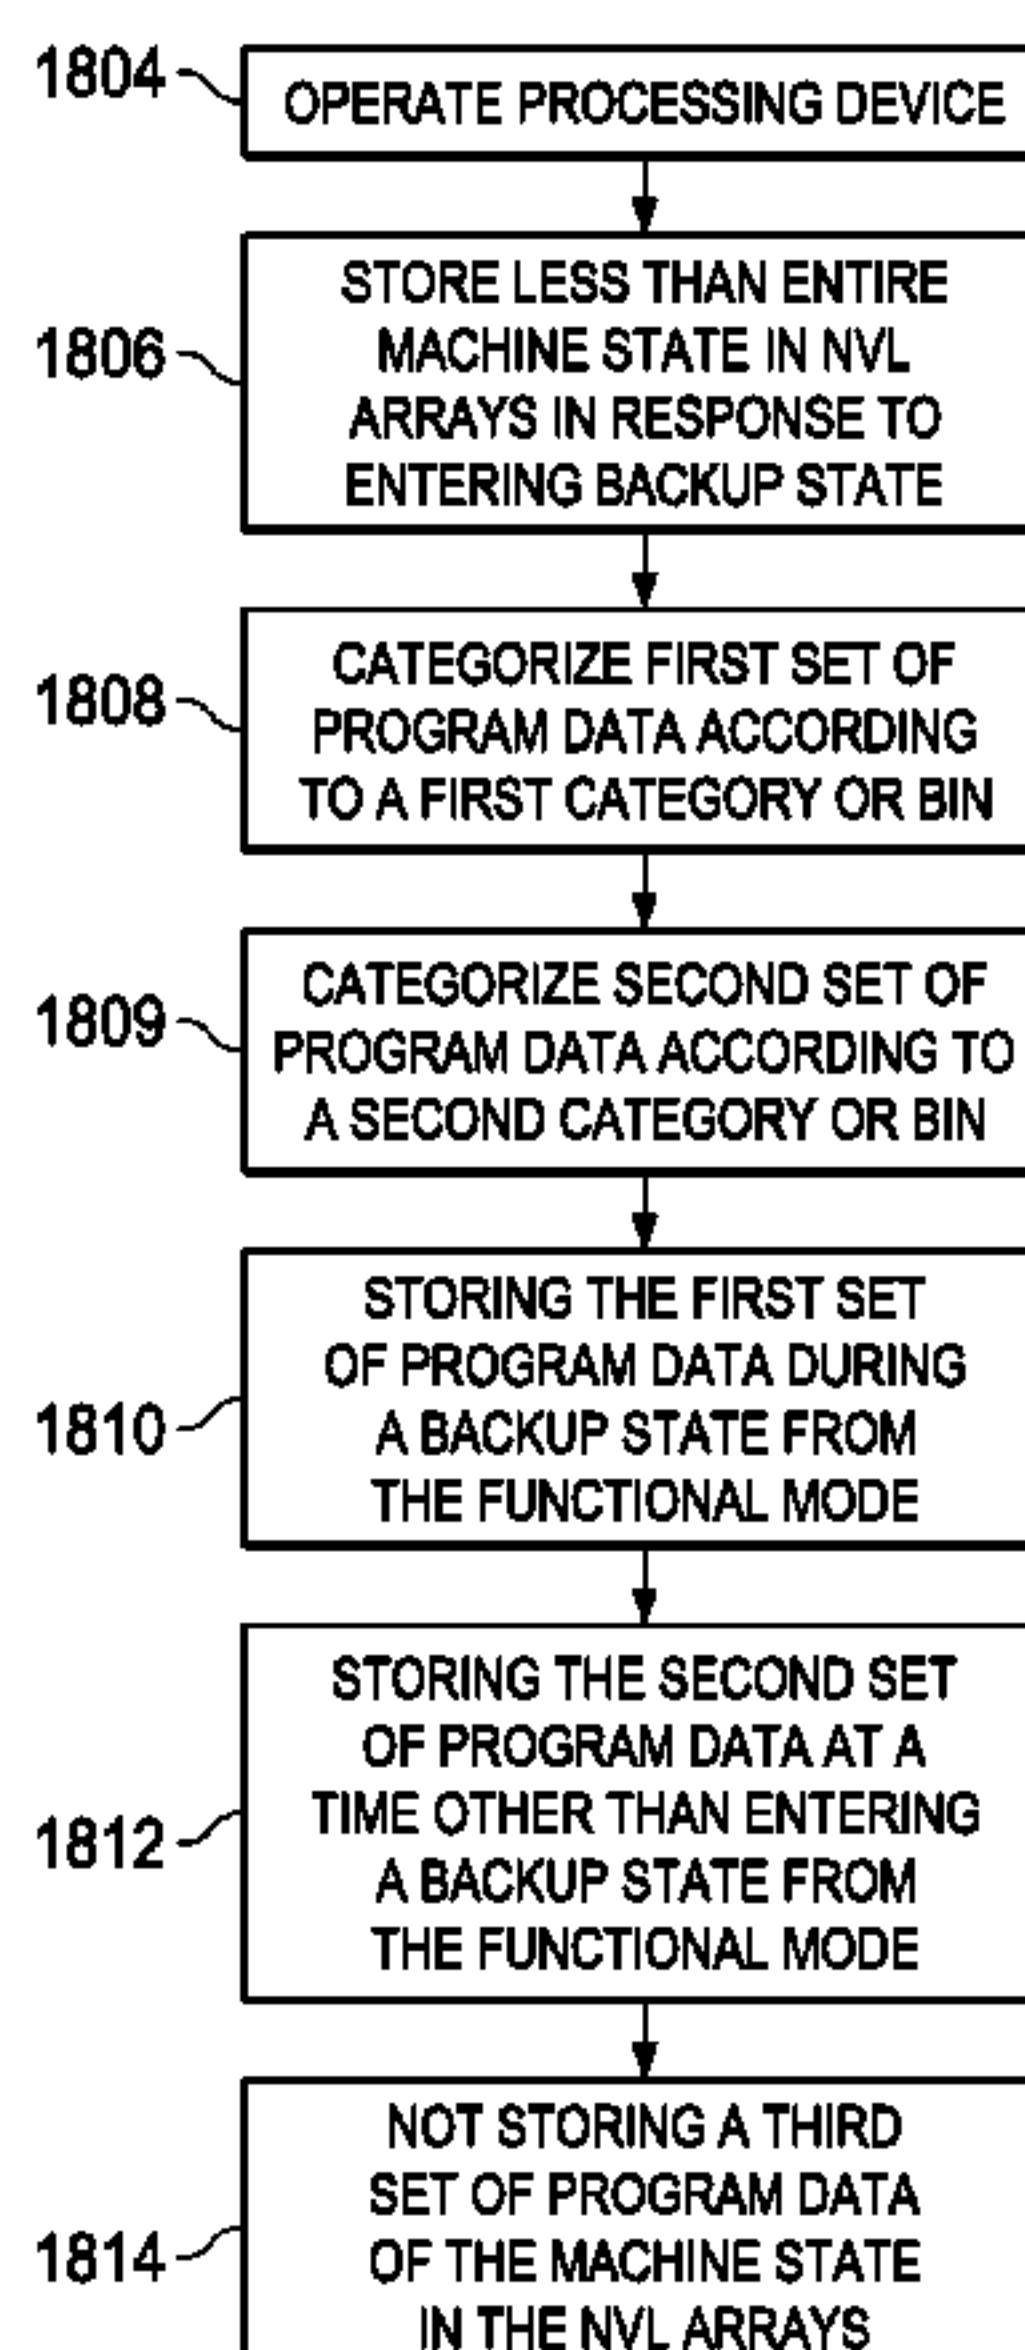 1804
OPERATE PROCESSING DEVICE
1806
STORE LESS THAN ENTIRE
MACHINE STATE IN NVL
ARRAYS IN RESPONSE TO
ENTERING BACKUP STATE
1808
CATEGORIZE FIRST SET OF
PROGRAM DATA ACCORDING
TO A FIRST CATEGORY OR BIN
1809
CATEGORIZE SECOND SET OF
PROGRAM DATA ACCORDING TO
A SECOND CATEGORY OR BIN
1810
STORING THE FIRST SET
OF PROGRAM DATA DURING
A BACKUP STATE FROM
THE FUNCTIONAL MODE
1812
STORING THE SECOND SET
OF PROGRAM DATA AT A
TIME OTHER THAN ENTERING
A BACKUP STATE FROM
THE FUNCTIONAL MODE
1814
NOT STORING A THIRD
SET OF PROGRAM DATA
OF THE MACHINE STATE
IN THE NVL ARRAYS